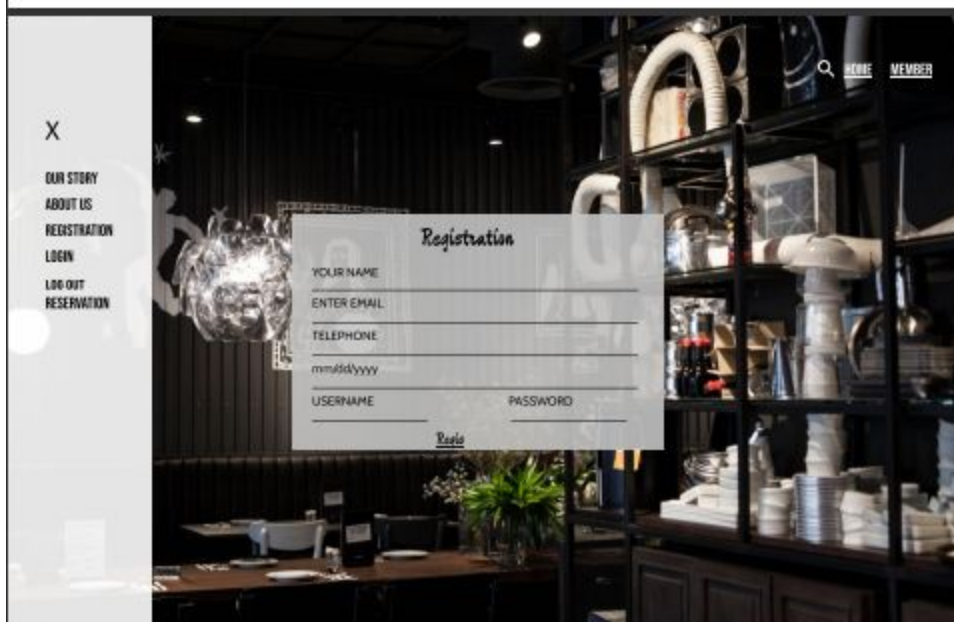 HOME MEMBER
X
OUR STORY
ABOUT US
REGISTRATION
LOGIN
LOG OUT
RESERVATION
Registration
YOUR NAME
ENTER EMAIL
TELEPHONE
mm/dd/yyyy
USERNAME PASSWORD
Regis